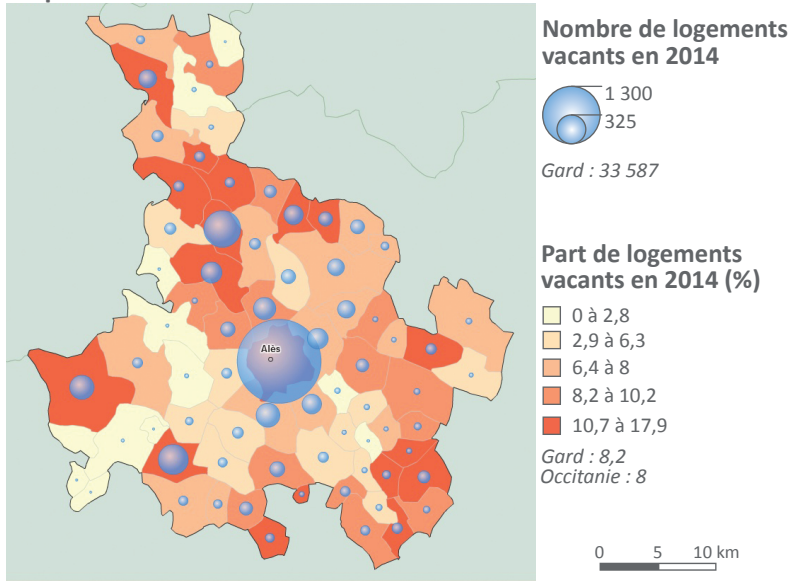 Nombre de logements
vacants en 2014
1 300
325
Gard : 33 587
Part de logements
vacants en 2014 (%)
0 à 2,8
2,9 à 6,3
6,4 à 8
8,2 à 10,2
10,7 à 17,9
Gard : 8,2
Occitanie : 8
Alès
0 5 10 km